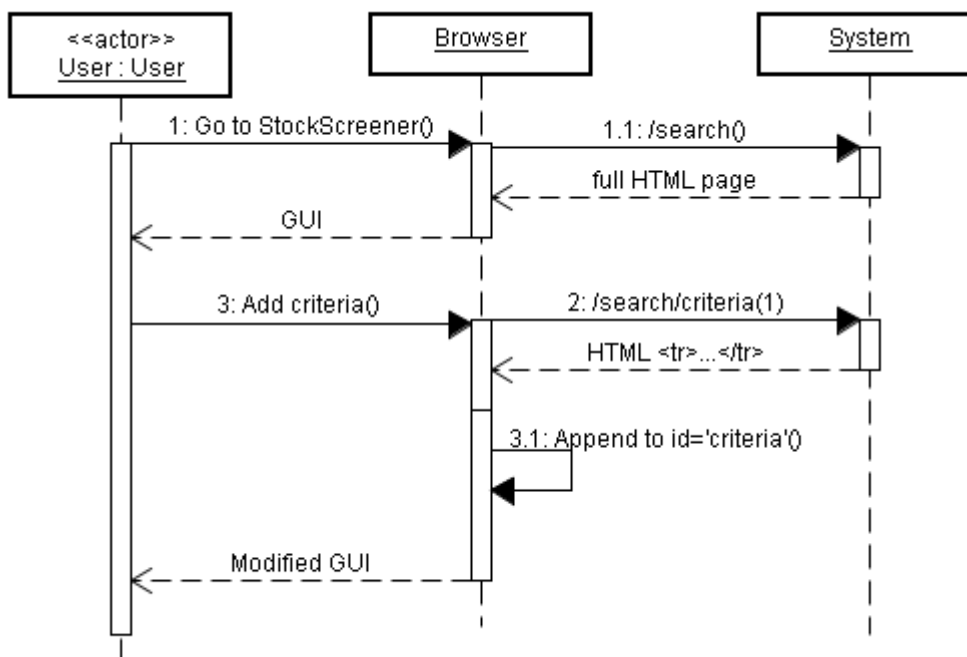 <<actor>>
User : User
Browser
System
1: Go to StockScreener()
1.1: /search()
full HTML page
GUI
3: Add criteria()
2: /search/criteria(1)
HTML <tr>...</tr>
3.1: Append to id='criteria'()
Modified GUI